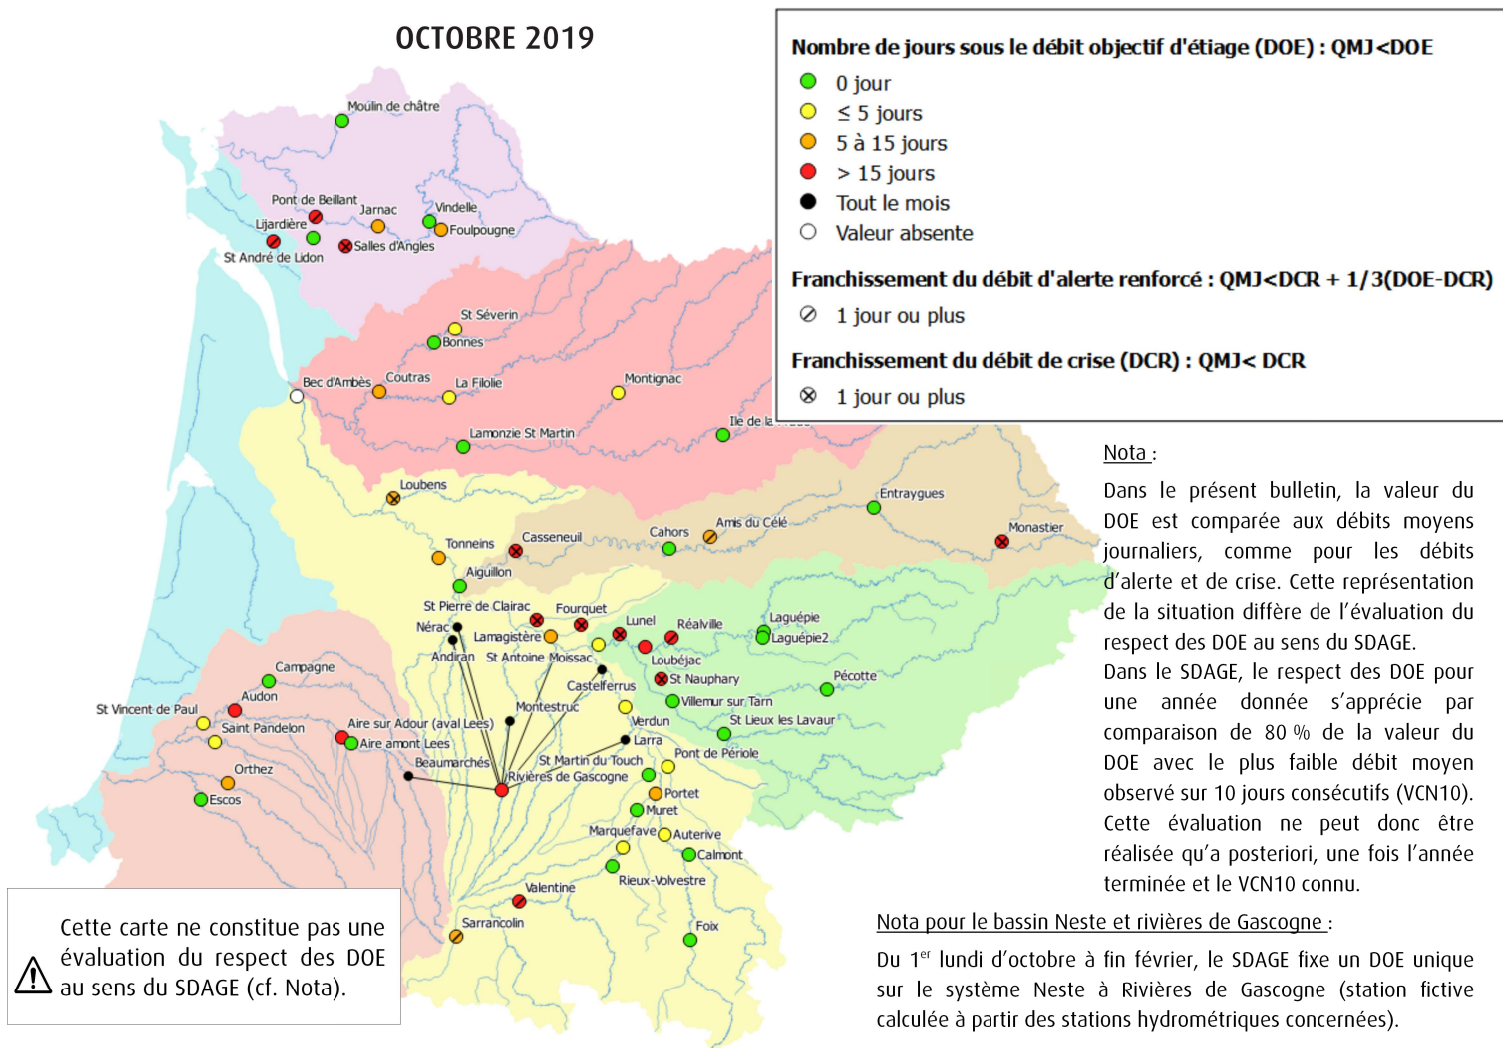 OCTOBRE 2019
Nombre de jours sous le débit objectif d'étiage (DOE) : QMJ<DOE
0 jour
≤ 5 jours
5 à 15 jours
> 15 jours
Tout le mois
Valeur absente
Franchissement du débit d'alerte renforcé : QMJ<DCR + 1/3(DOE-DCR)
1 jour ou plus
Franchissement du débit de crise (DCR) : QMJ< DCR
1 jour ou plus
Moulin de châtre
Pont de Beillant
Jarnac
Vindelle
Lijardière
Foulpougne
Salles d'Angles
St André de Lidon
St Séverin
Bonnes
Bec d'Ambès
Coutras
La Filolie
Montignac
Ile de la
Lamonzie St Martin
Loubens
Entraygues
Amis du Célé
Cahors
Casseneuil
Monastier
Tonneins
Aiguillon
St Pierre de Clairac
Fourquet
Lunel
Réalville
Laguépie
Laguépie2
Nérac
Lamagistère
Andiran
St Antoine
Moissac
Loubéjac
St Nauphary
Castelferrus
Pécotte
Campagne
Audon
St Vincent de Paul
Saint Pandelon
Montestruc
Villemur sur Tarn
Verdun
St Lieux les Lavaur
Aire sur Adour (aval Lees)
Aire amont Lees
Larra
Pont de Périole
St Martin du Touch
Beaumarchés
Rivières de Gascogne
Orthez
Escos
Portet
Muret
Marquefave
Auterive
Calmont
Rieux-Volvestre
Valentine
Sarrancolin
Foix
Nota :
Dans le présent bulletin, la valeur du
DOE est comparée aux débits moyens
journaliers, comme pour les débits
d'alerte et de crise. Cette représentation
de la situation diffère de l'évaluation du
respect des DOE au sens du SDAGE.
Dans le SDAGE, le respect des DOE pour
une année donnée s'apprécie par
comparaison de 80 % de la valeur du
DOE avec le plus faible débit moyen
observé sur 10 jours consécutifs (VCN10).
Cette évaluation ne peut donc être
réalisée qu'a posteriori, une fois l'année
terminée et le VCN10 connu.
Cette carte ne constitue pas une
évaluation du respect des DOE
au sens du SDAGE (cf. Nota).
Nota pour le bassin Neste et rivières de Gascogne :
Du 1er lundi d'octobre à fin février, le SDAGE fixe un DOE unique
sur le système Neste à Rivières de Gascogne (station fictive
calculée à partir des stations hydrométriques concernées).